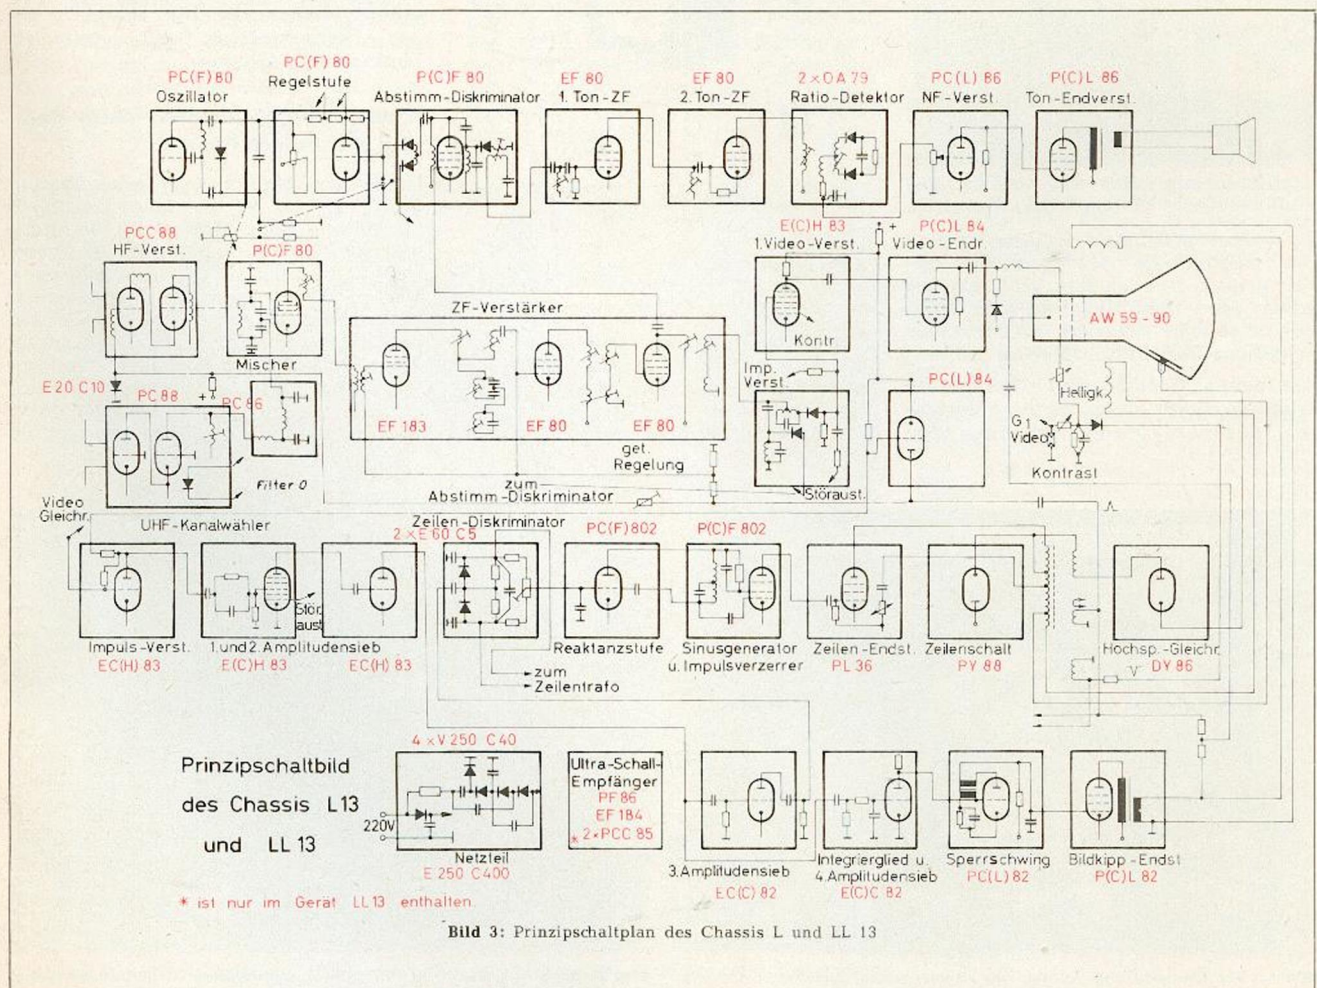 PC(F) 80
Oszillator
PC(F) 80
Regelstufe
P(C)F 80
Abstimm-Diskriminator
EF 80
1. Ton-ZF
EF 80
2. Ton-ZF
2×OA 79
Ratio-Detektor
PC(L) 86
NF-Verst.
P(C)L 86
Ton-Endverst.
PCC 88
HF-Verst.
P(C)F 80
Mischer
ZF-Verstärker
EF 183
EF 80
EF 80
E(C)H 83
1.Video-Verst.
Kontr.
+
P(C)L 84
Video-Endr.
AW 59-90
E 20 C 10
PC 88
+
PC 86
Filter 0
UHF-Kanalwähler
get.
Regelung
zum
Abstimm-Diskriminator
Imp.
Verst.
Störaust.
PC(L) 84
Helligk.
G1
Video
Kontrast
Video
Gleichr.
Impuls-Verst.
EC(H) 83
1.und 2. Amplitudensieb
E(C)H 83
EC(H) 83
Stör
aust.
Zeilen-Diskriminator
2×E 60 C5
zum
Zeilentrafo
PC(F) 802
Reaktanzstufe
P(C)F 802
Sinusgenerator
u. Impulsverzerrer
Zeilen-Endst.
PL 36
Zeilenschalt
PY 88
Hochsp.-Gleichr.
DY 86
Prinzipschaltbild
des Chassis L13
und LL 13
4×V 250 C 40
220V
Netzteil
E 250 C 400
Ultra-Schall-
Empfänger
PF 86
EF 184
* 2×PCC 85
3.Amplitudensieb
EC(C) 82
Integrierglied u.
4.Amplitudensieb
E(C)C 82
Sperrschwing
PC(L) 82
Bildkipp-Endst
P(C)L 82
* ist nur im Gerät LL 13 enthalten.
Bild 3: Prinzipschaltplan des Chassis L und LL 13